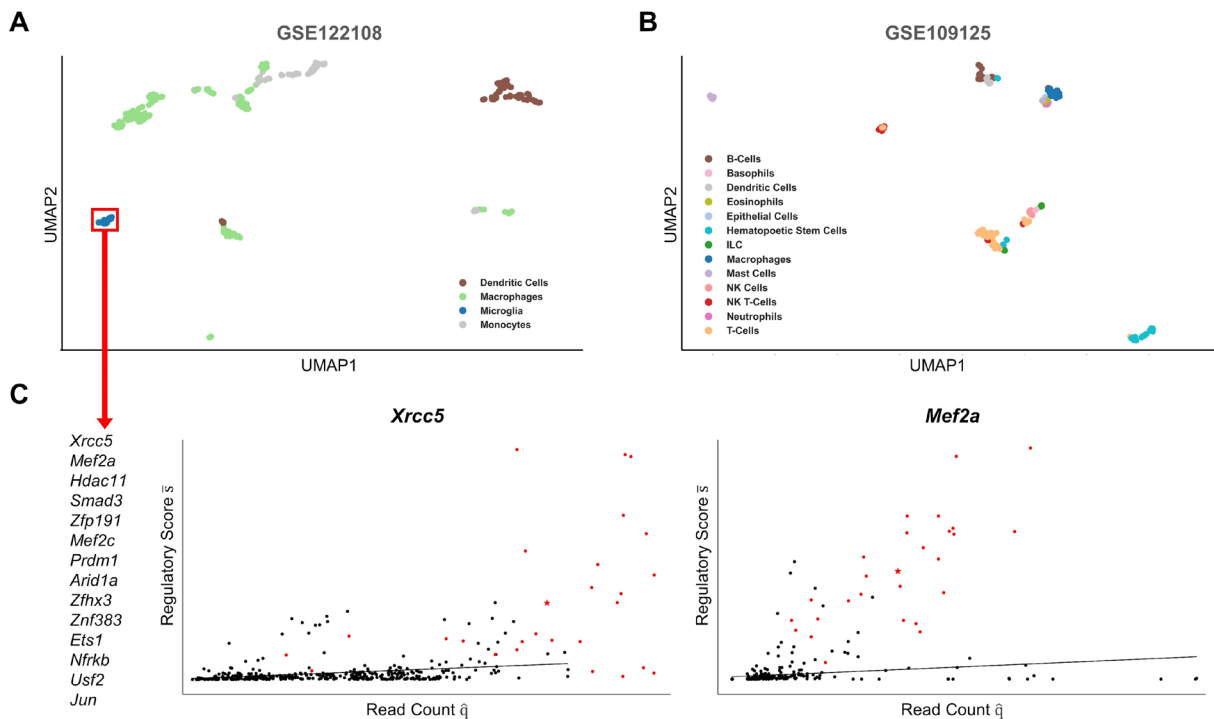 A
GSE122108
UMAP2
Dendritic Cells
Macrophages
Microglia
Monocytes
UMAP1
B
GSE109125
UMAP2
B-Cells
Basophils
Dendritic Cells
Eosinophils
Epithelial Cells
Hematopoetic Stem Cells
ILC
Macrophages
Mast Cells
NK Cells
NK T-Cells
Neutrophils
T-Cells
UMAP1
C
Xrcc5
Mef2a
Hdac11
Smad3
Zfp191
Mef2c
Prdm1
Arid1a
Zfhx3
Znf383
Ets1
Nfrkb
Usf2
Jun
Xrcc5
Regulatory Score s̅
Read Count q̂
Mef2a
Regulatory Score s̅
Read Count q̂